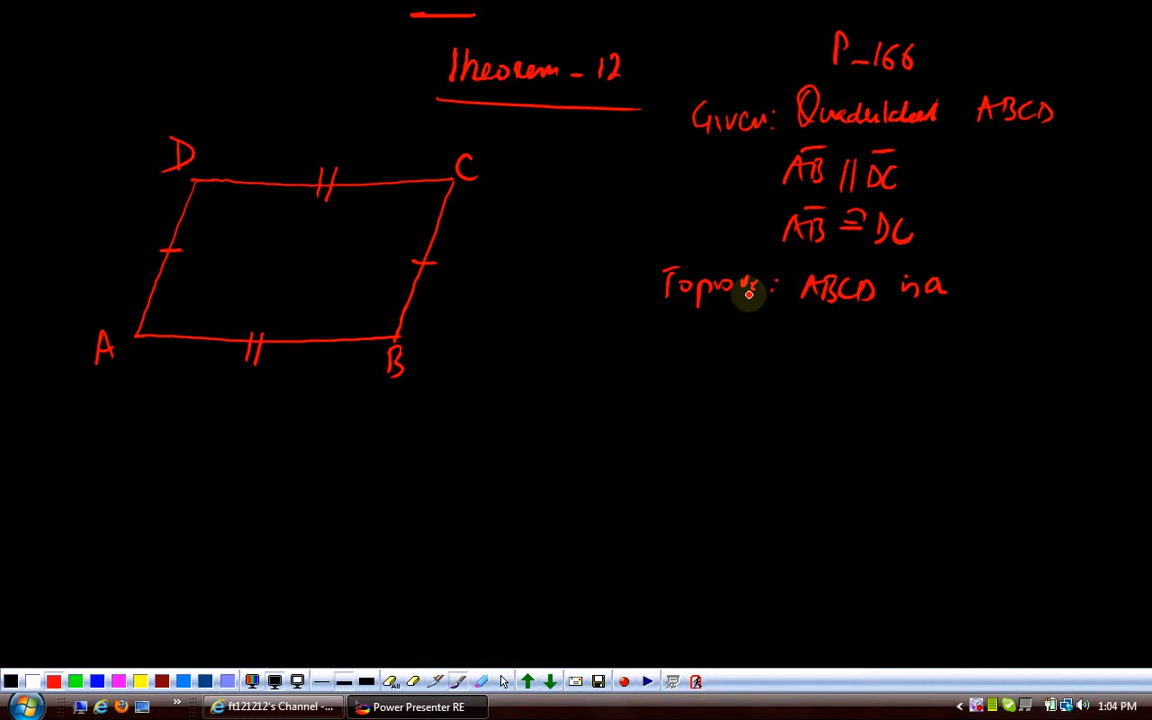 Theorem - 12
P-166
Given: Quadrilateral ABCD
AB || DC
AB ≅ DC
To prove: ABCD is a
D
C
A
B
ft121212's Channel -...
Power Presenter RE
1:04 PM